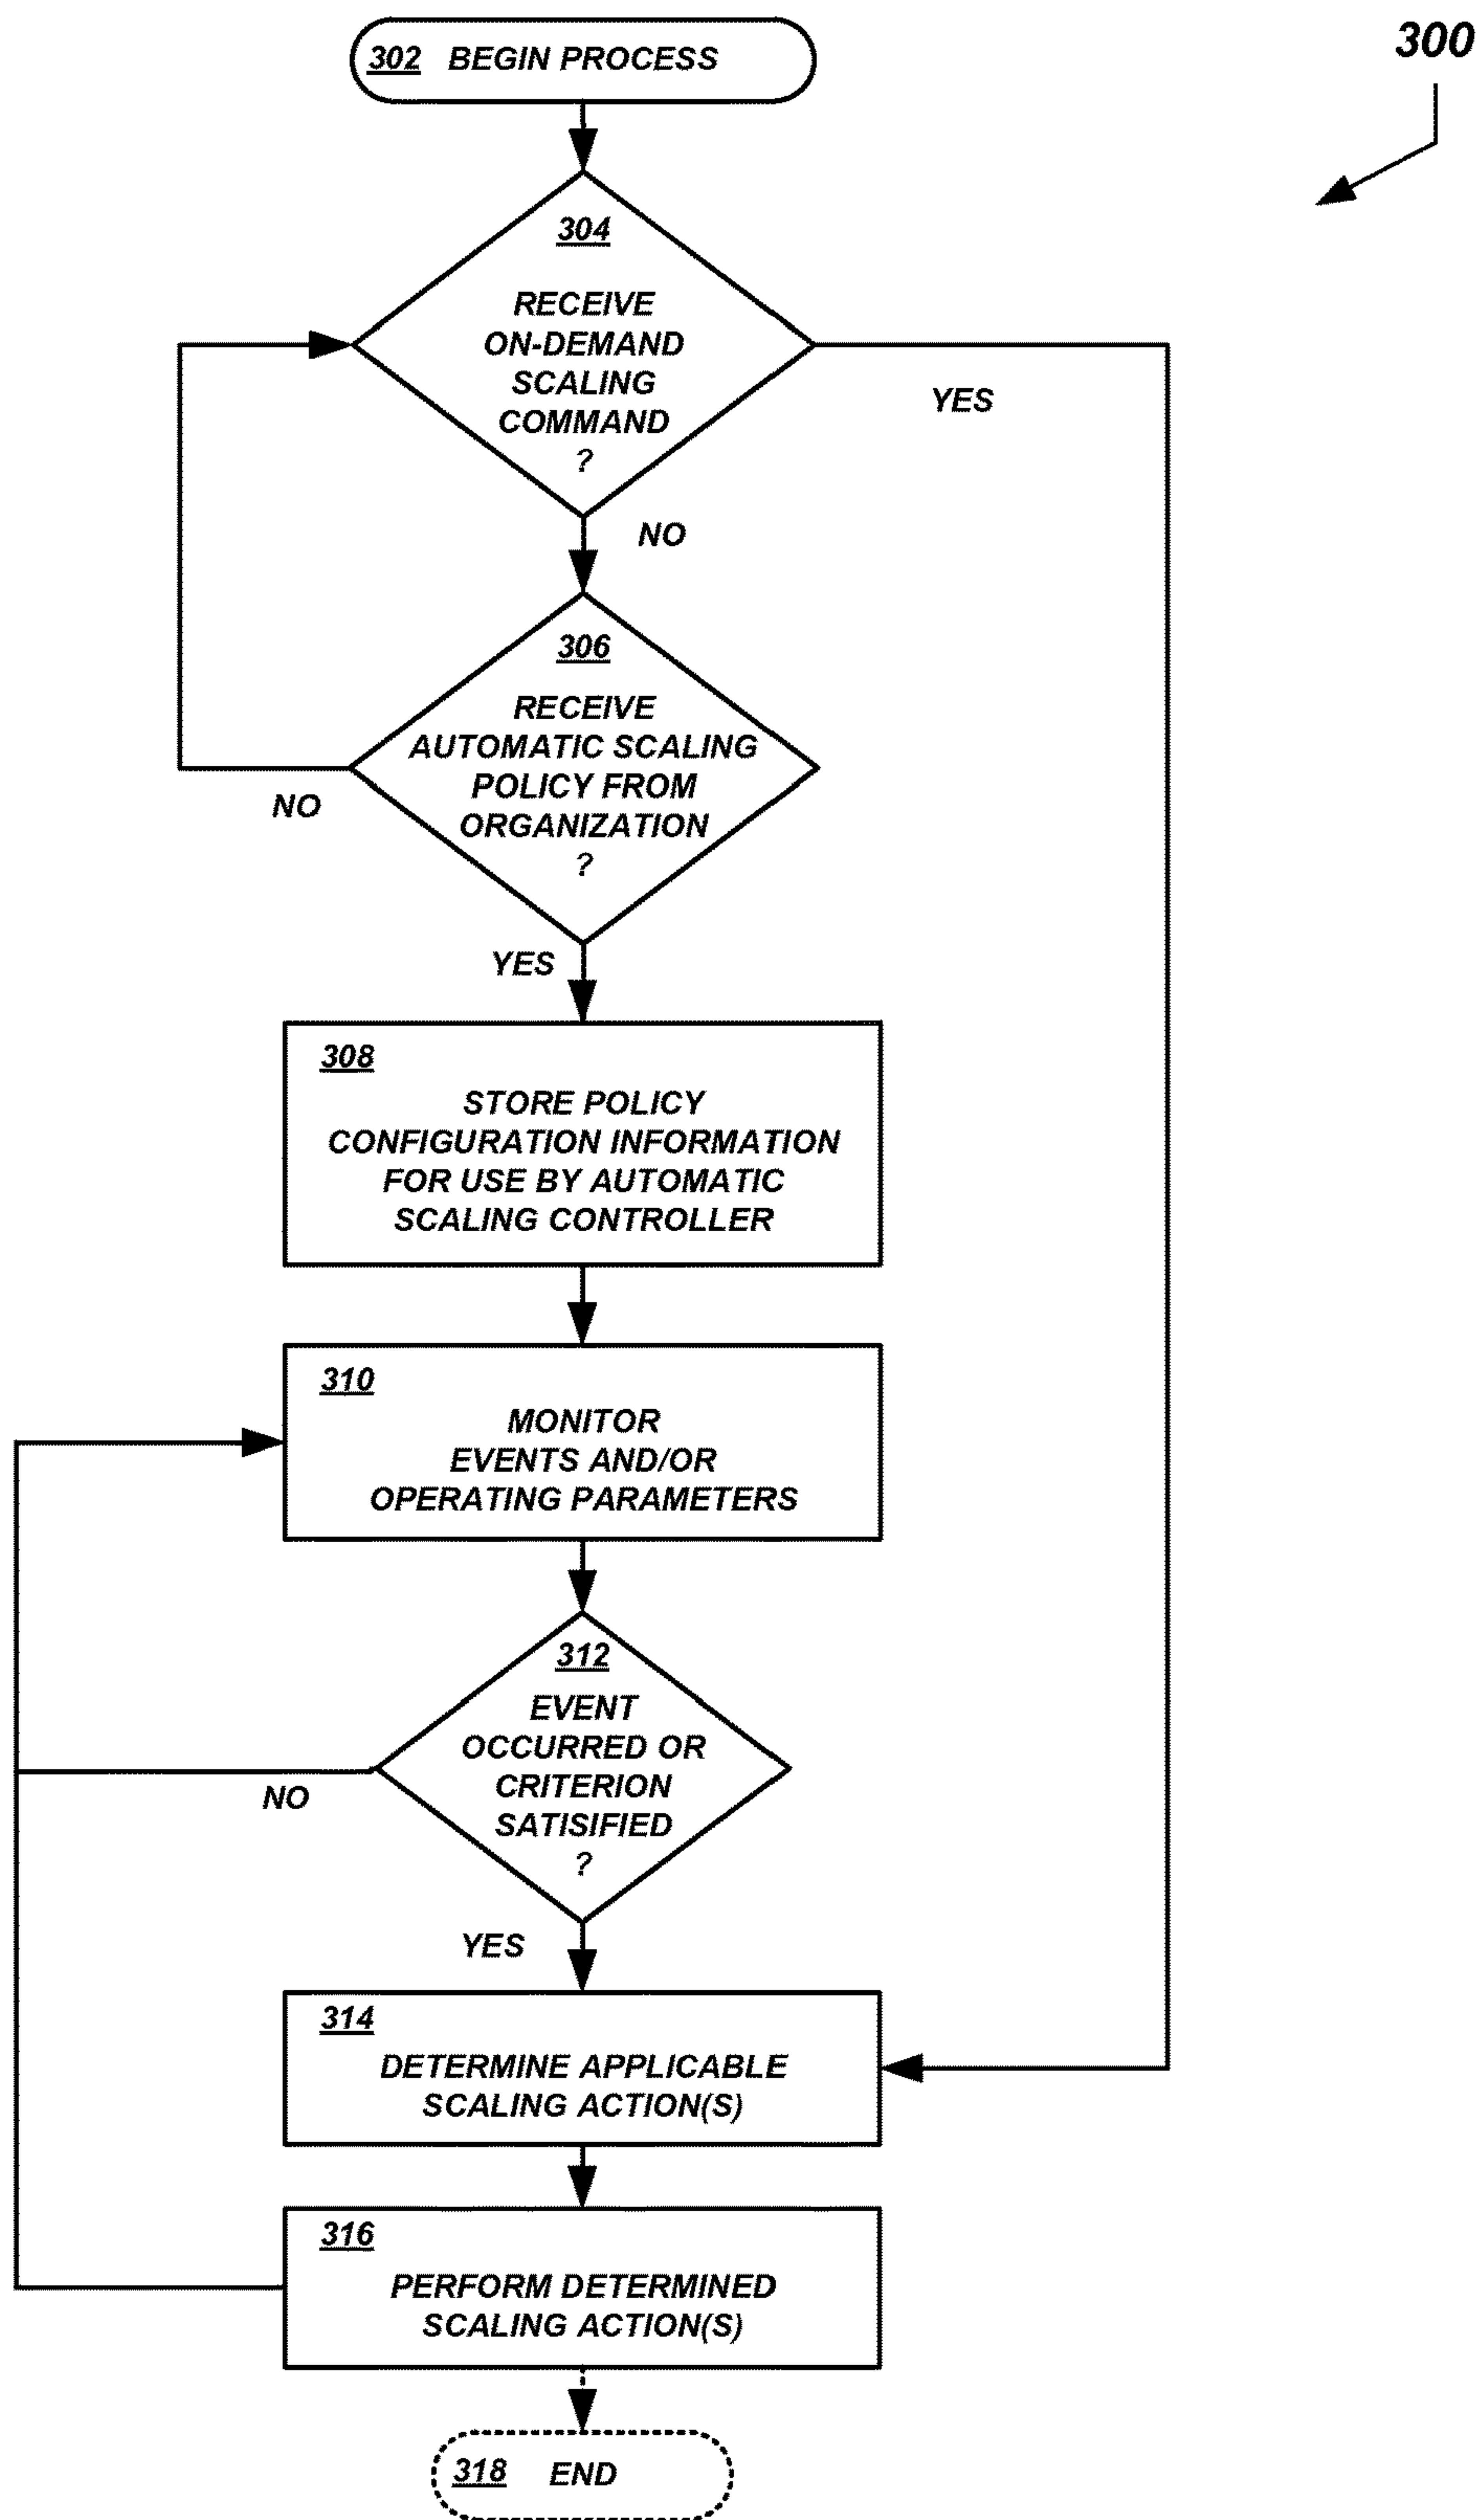 302 BEGIN PROCESS
300
304
RECEIVE
ON-DEMAND
SCALING
COMMAND
?
YES
NO
306
RECEIVE
AUTOMATIC SCALING
POLICY FROM
ORGANIZATION
?
NO
YES
308
STORE POLICY
CONFIGURATION INFORMATION
FOR USE BY AUTOMATIC
SCALING CONTROLLER
310
MONITOR
EVENTS AND/OR
OPERATING PARAMETERS
312
EVENT
OCCURRED OR
CRITERION
SATISIFIED
?
NO
YES
314
DETERMINE APPLICABLE
SCALING ACTION(S)
316
PERFORM DETERMINED
SCALING ACTION(S)
318 END